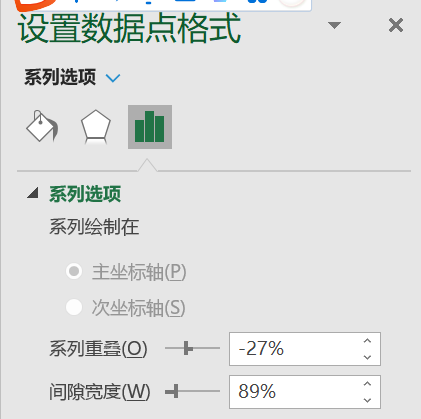 设置数据点格式
系列选项
系列选项
系列绘制在
主坐标轴(P)
次坐标轴(S)
系列重叠(O) -27%
间隙宽度(W) 89%